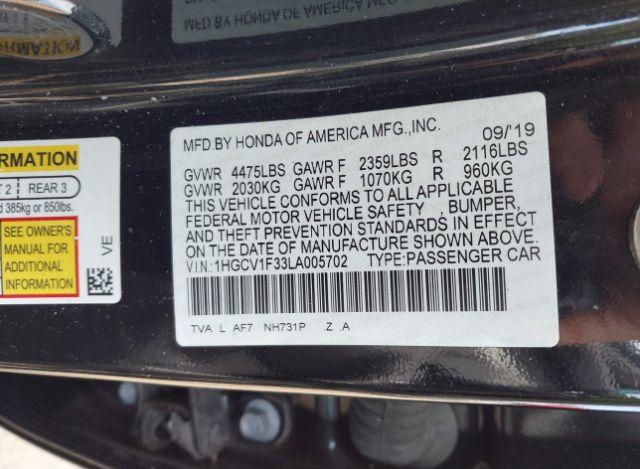 MFD.BY HONDA OF AMERICA MFG.,INC. 09/'19
GVWR 4475LBS GAWR F 2359LBS R 2116LBS
GVWR 2030KG GAWR F 1070KG R 960KG
THIS VEHICLE CONFORMS TO ALL APPLICABLE
FEDERAL MOTOR VEHICLE SAFETY , BUMPER,
AND THEFT PREVENTION STANDARDS IN EFFECT
ON THE DATE OF MANUFACTURE SHOWN ABOVE.
V.I.N.:1HGCV1F33LA005702 TYPE:PASSENGER CAR
TVA L AF7 NH731P .Z .A
ORMATION
T 2 REAR 3
d 385kg or 850lbs.
SEE OWNER'S
MANUAL FOR
ADDITIONAL
INFORMATION
VE